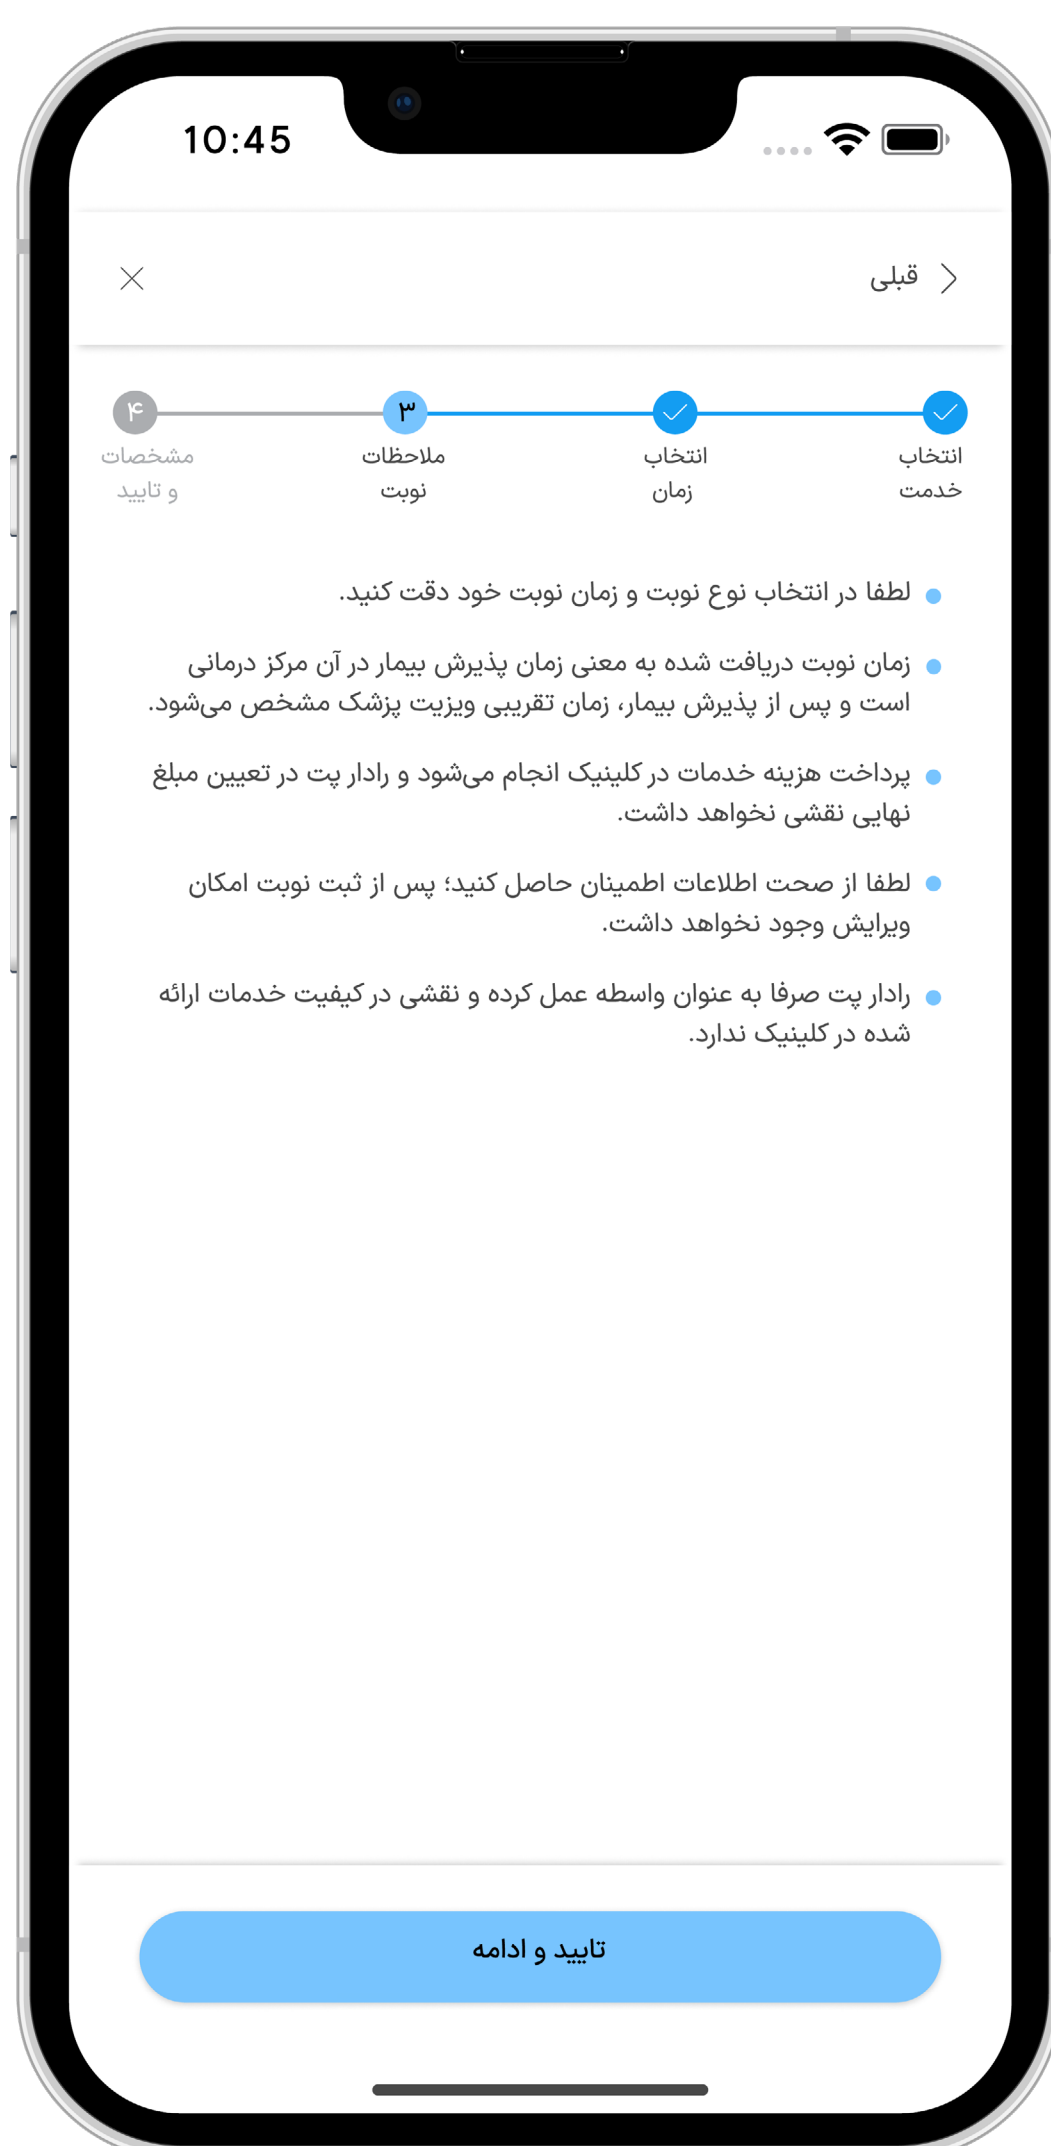 10:45
قبلی
۳
۴
انتخاب
خدمت
انتخاب
زمان
ملاحظات
نوبت
مشخصات
و تایید
لطفا در انتخاب نوع نوبت و زمان نوبت خود دقت کنید.
زمان نوبت دریافت شده به معنی زمان پذیرش بیمار در آن مرکز درمانی
است و پس از پذیرش بیمار، زمان تقریبی ویزیت پزشک مشخص می‌شود.
پرداخت هزینه خدمات در کلینیک انجام می‌شود و رادار پت در تعیین مبلغ
نهایی نقشی نخواهد داشت.
لطفا از صحت اطلاعات اطمینان حاصل کنید؛ پس از ثبت نوبت امکان
ویرایش وجود نخواهد داشت.
رادار پت صرفا به عنوان واسطه عمل کرده و نقشی در کیفیت خدمات ارائه
شده در کلینیک ندارد.
تایید و ادامه